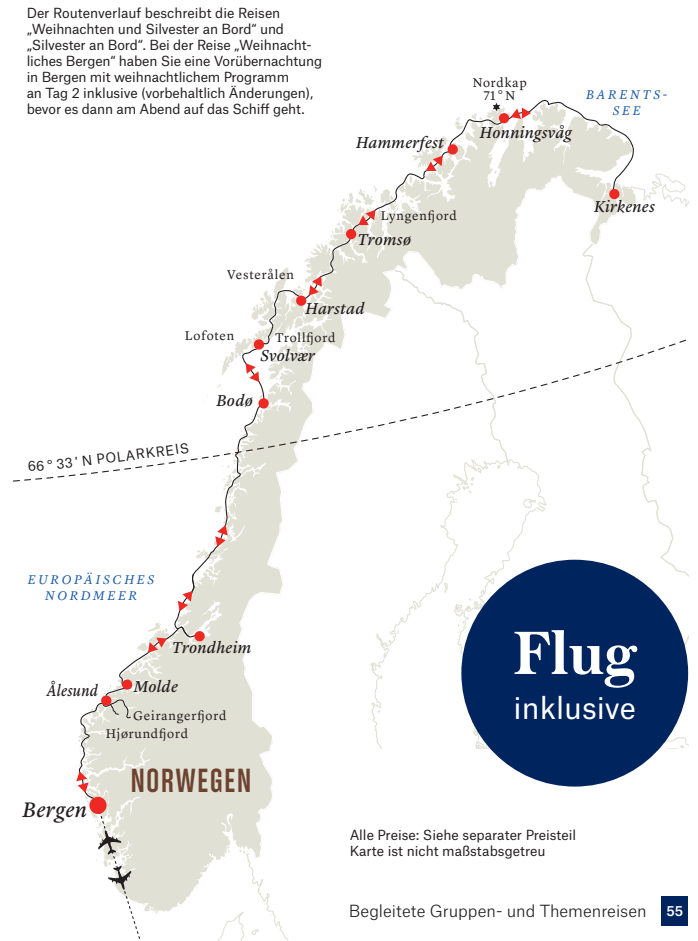 Der Routenverlauf beschreibt die Reisen
„Weihnachten und Silvester an Bord“ und
„Silvester an Bord“. Bei der Reise „Weihnacht-
liches Bergen“ haben Sie eine Vorübernachtung
in Bergen mit weihnachtlichem Programm
an Tag 2 inklusive (vorbehaltlich Änderungen),
bevor es dann am Abend auf das Schiff geht.
Nordkap
71° N
BARENTS-
SEE
Honningsvåg
Hammerfest
Kirkenes
Lyngenfjord
Tromsø
Vesterålen
Harstad
Lofoten
Trollfjord
Svolvær
Bodø
66° 33‘ N POLARKREIS
EUROPÄISCHES
NORDMEER
Trondheim
Flug
inklusive
Ålesund
Molde
Geirangerfjord
Hjørundfjord
NORWEGEN
Bergen
Alle Preise: Siehe separater Preisteil
Karte ist nicht maßstabsgetreu
Begleitete Gruppen- und Themenreisen 55